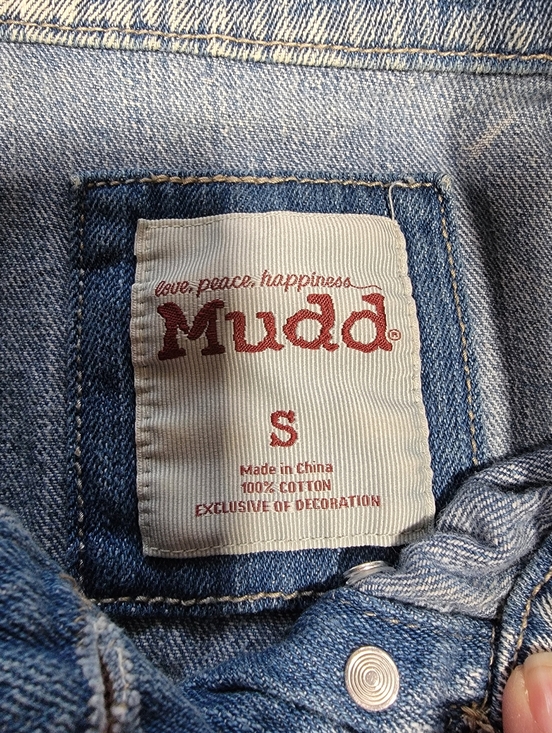 love, peace, happiness
Mudd®
S
Made in China
100% COTTON
EXCLUSIVE OF DECORATION